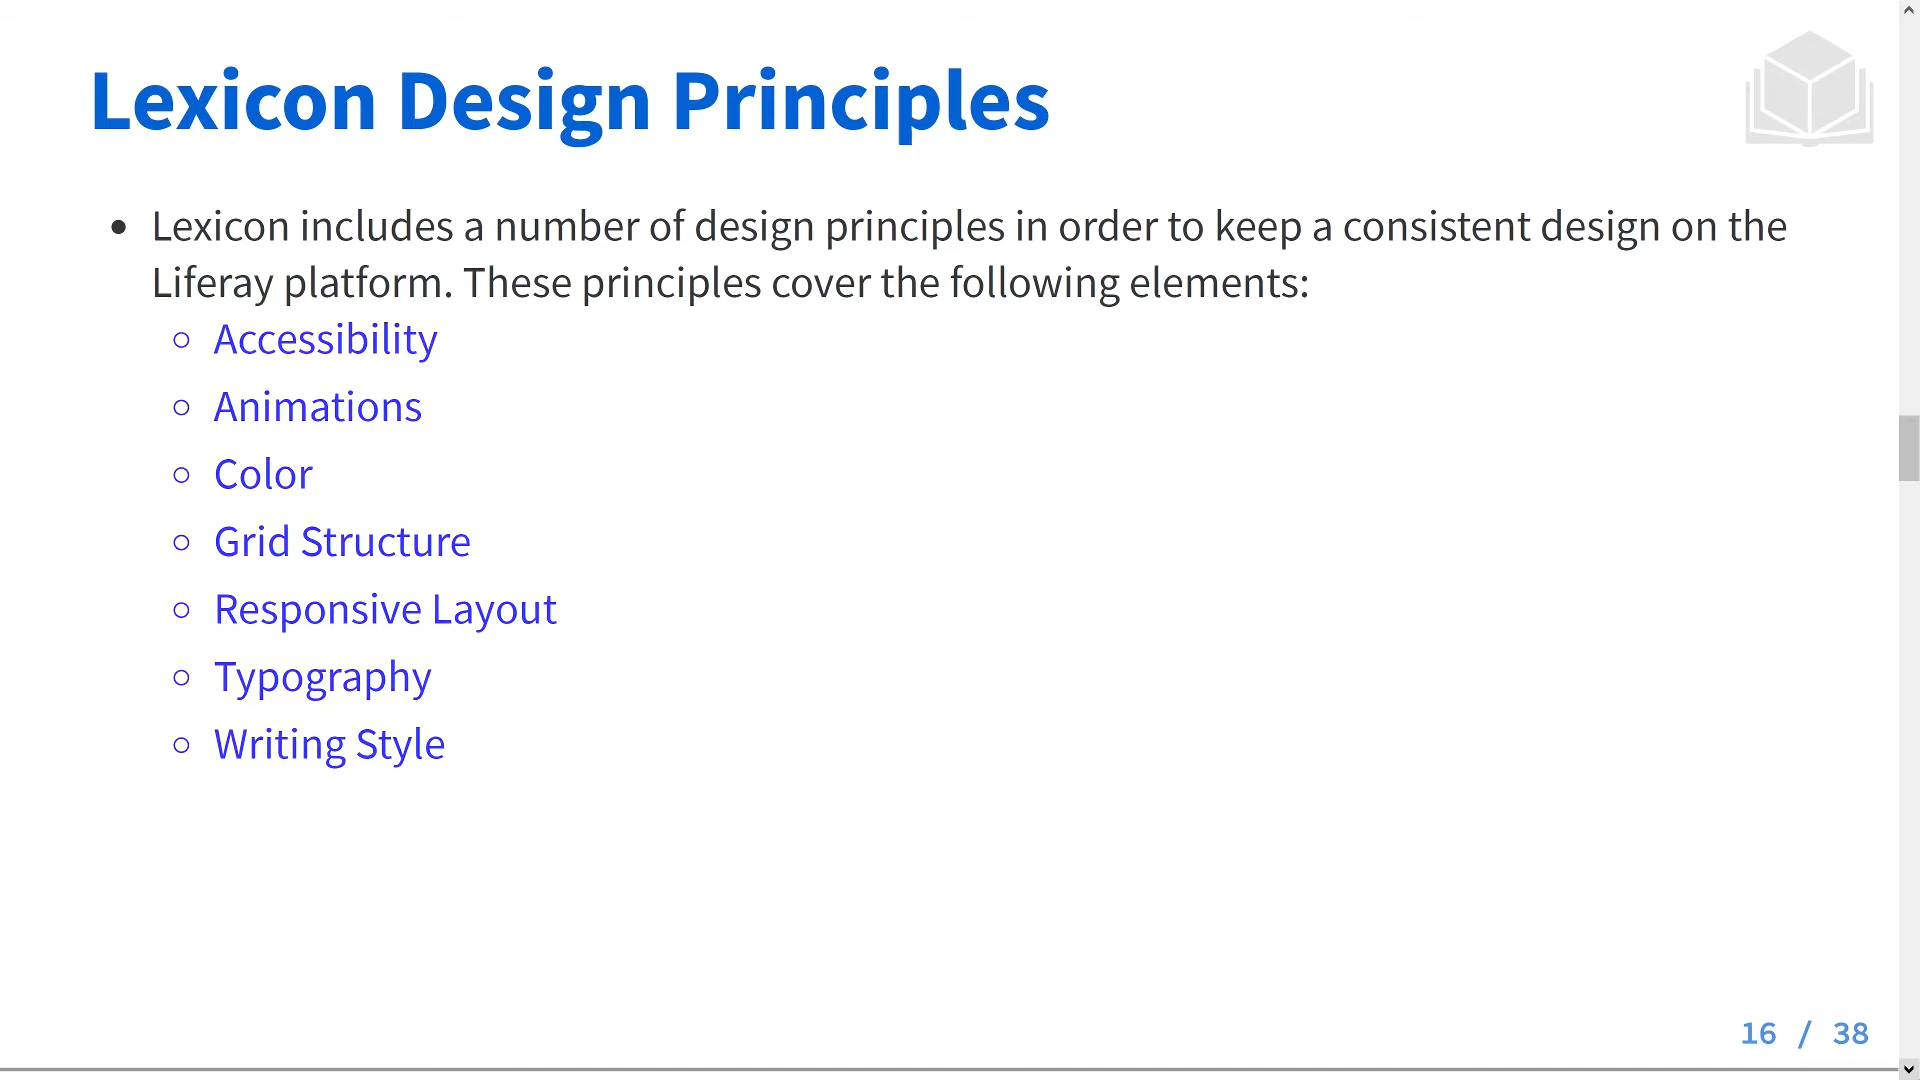 Lexicon Design Principles
Lexicon includes a number of design principles in order to keep a consistent design on the
Liferay platform. These principles cover the following elements:
Accessibility
Animations
Color
Grid Structure
Responsive Layout
Typography
Writing Style
16 / 38